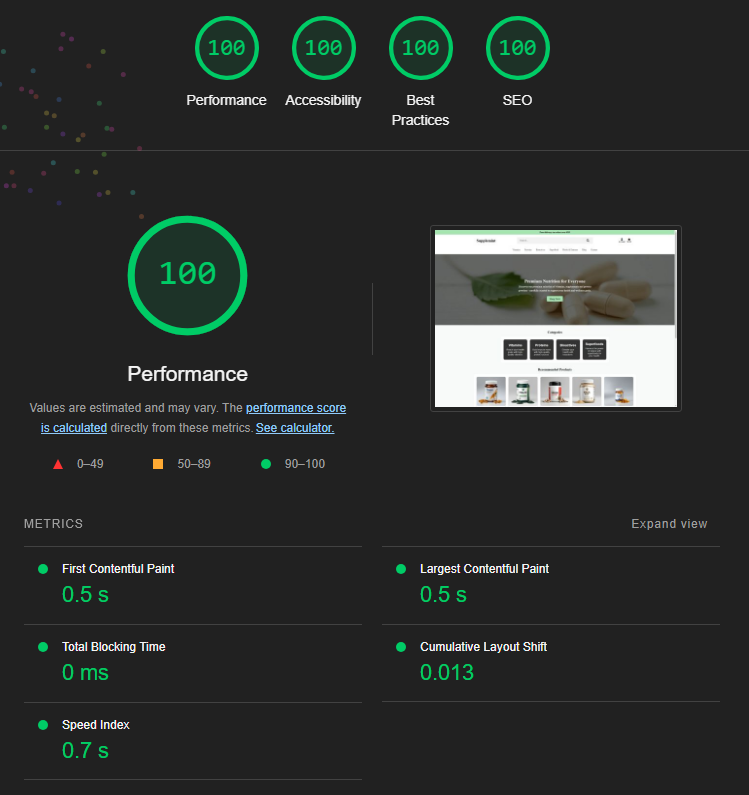 100
100
100
100
Performance
Accessibility
Best
Practices
SEO
100
Performance
Values are estimated and may vary. The performance score
is calculated directly from these metrics. See calculator.
0–49
50–89
90–100
Premium Nutrition for Everyone
Categories
Vitamins
Proteins
Superfoods
Recommended Products
METRICS
Expand view
First Contentful Paint
0.5 s
Largest Contentful Paint
0.5 s
Total Blocking Time
0 ms
Cumulative Layout Shift
0.013
Speed Index
0.7 s